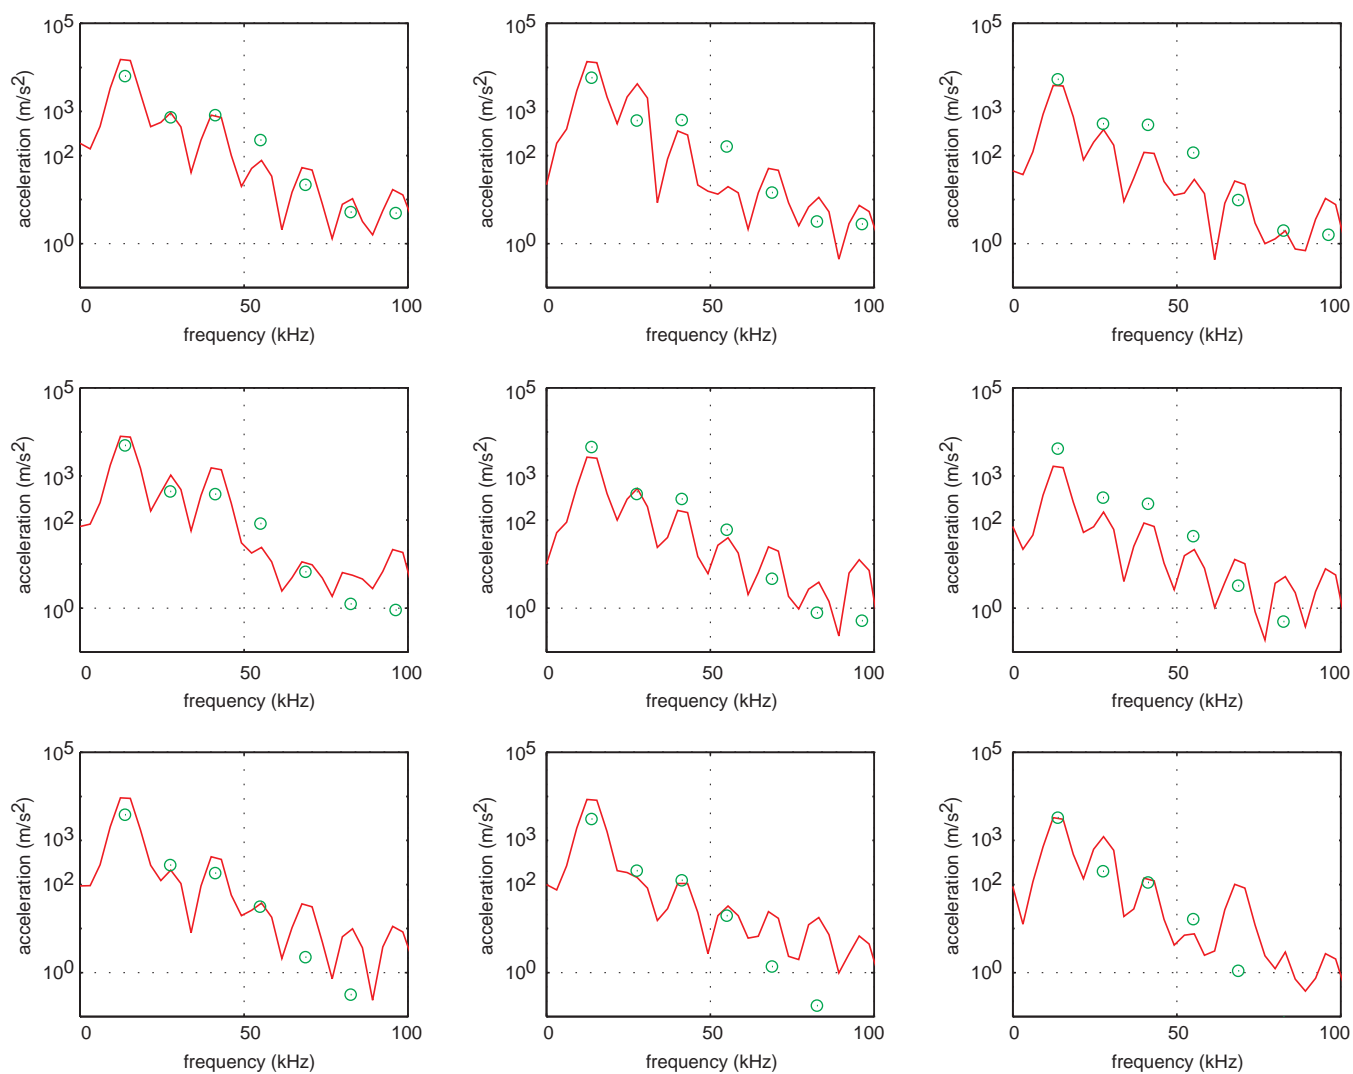 10^5 10^5 10^5
acceleration (m/s^2) acceleration (m/s^2) acceleration (m/s^2)
10^3 10^3 10^3
10^2 10^2 10^2
10^0 10^0 10^0
0 50 100 0 50 100 0 50 100
frequency (kHz) frequency (kHz) frequency (kHz)
10^5 10^5 10^5
acceleration (m/s^2) acceleration (m/s^2) acceleration (m/s^2)
10^3 10^3 10^3
10^2 10^2 10^2
10^0 10^0 10^0
0 50 100 0 50 100 0 50 100
frequency (kHz) frequency (kHz) frequency (kHz)
10^5 10^5 10^5
acceleration (m/s^2) acceleration (m/s^2) acceleration (m/s^2)
10^3 10^3 10^3
10^2 10^2 10^2
10^0 10^0 10^0
0 50 100 0 50 100 0 50 100
frequency (kHz) frequency (kHz) frequency (kHz)